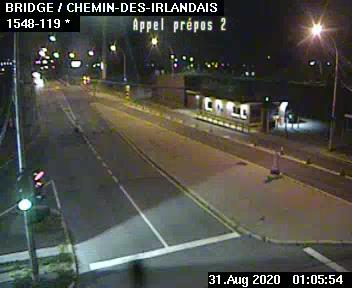 BRIDGE / CHEMIN-DES-IRLANDAIS
1548-119 *
Appel prépos 2
31.Aug 2020 01:05:54